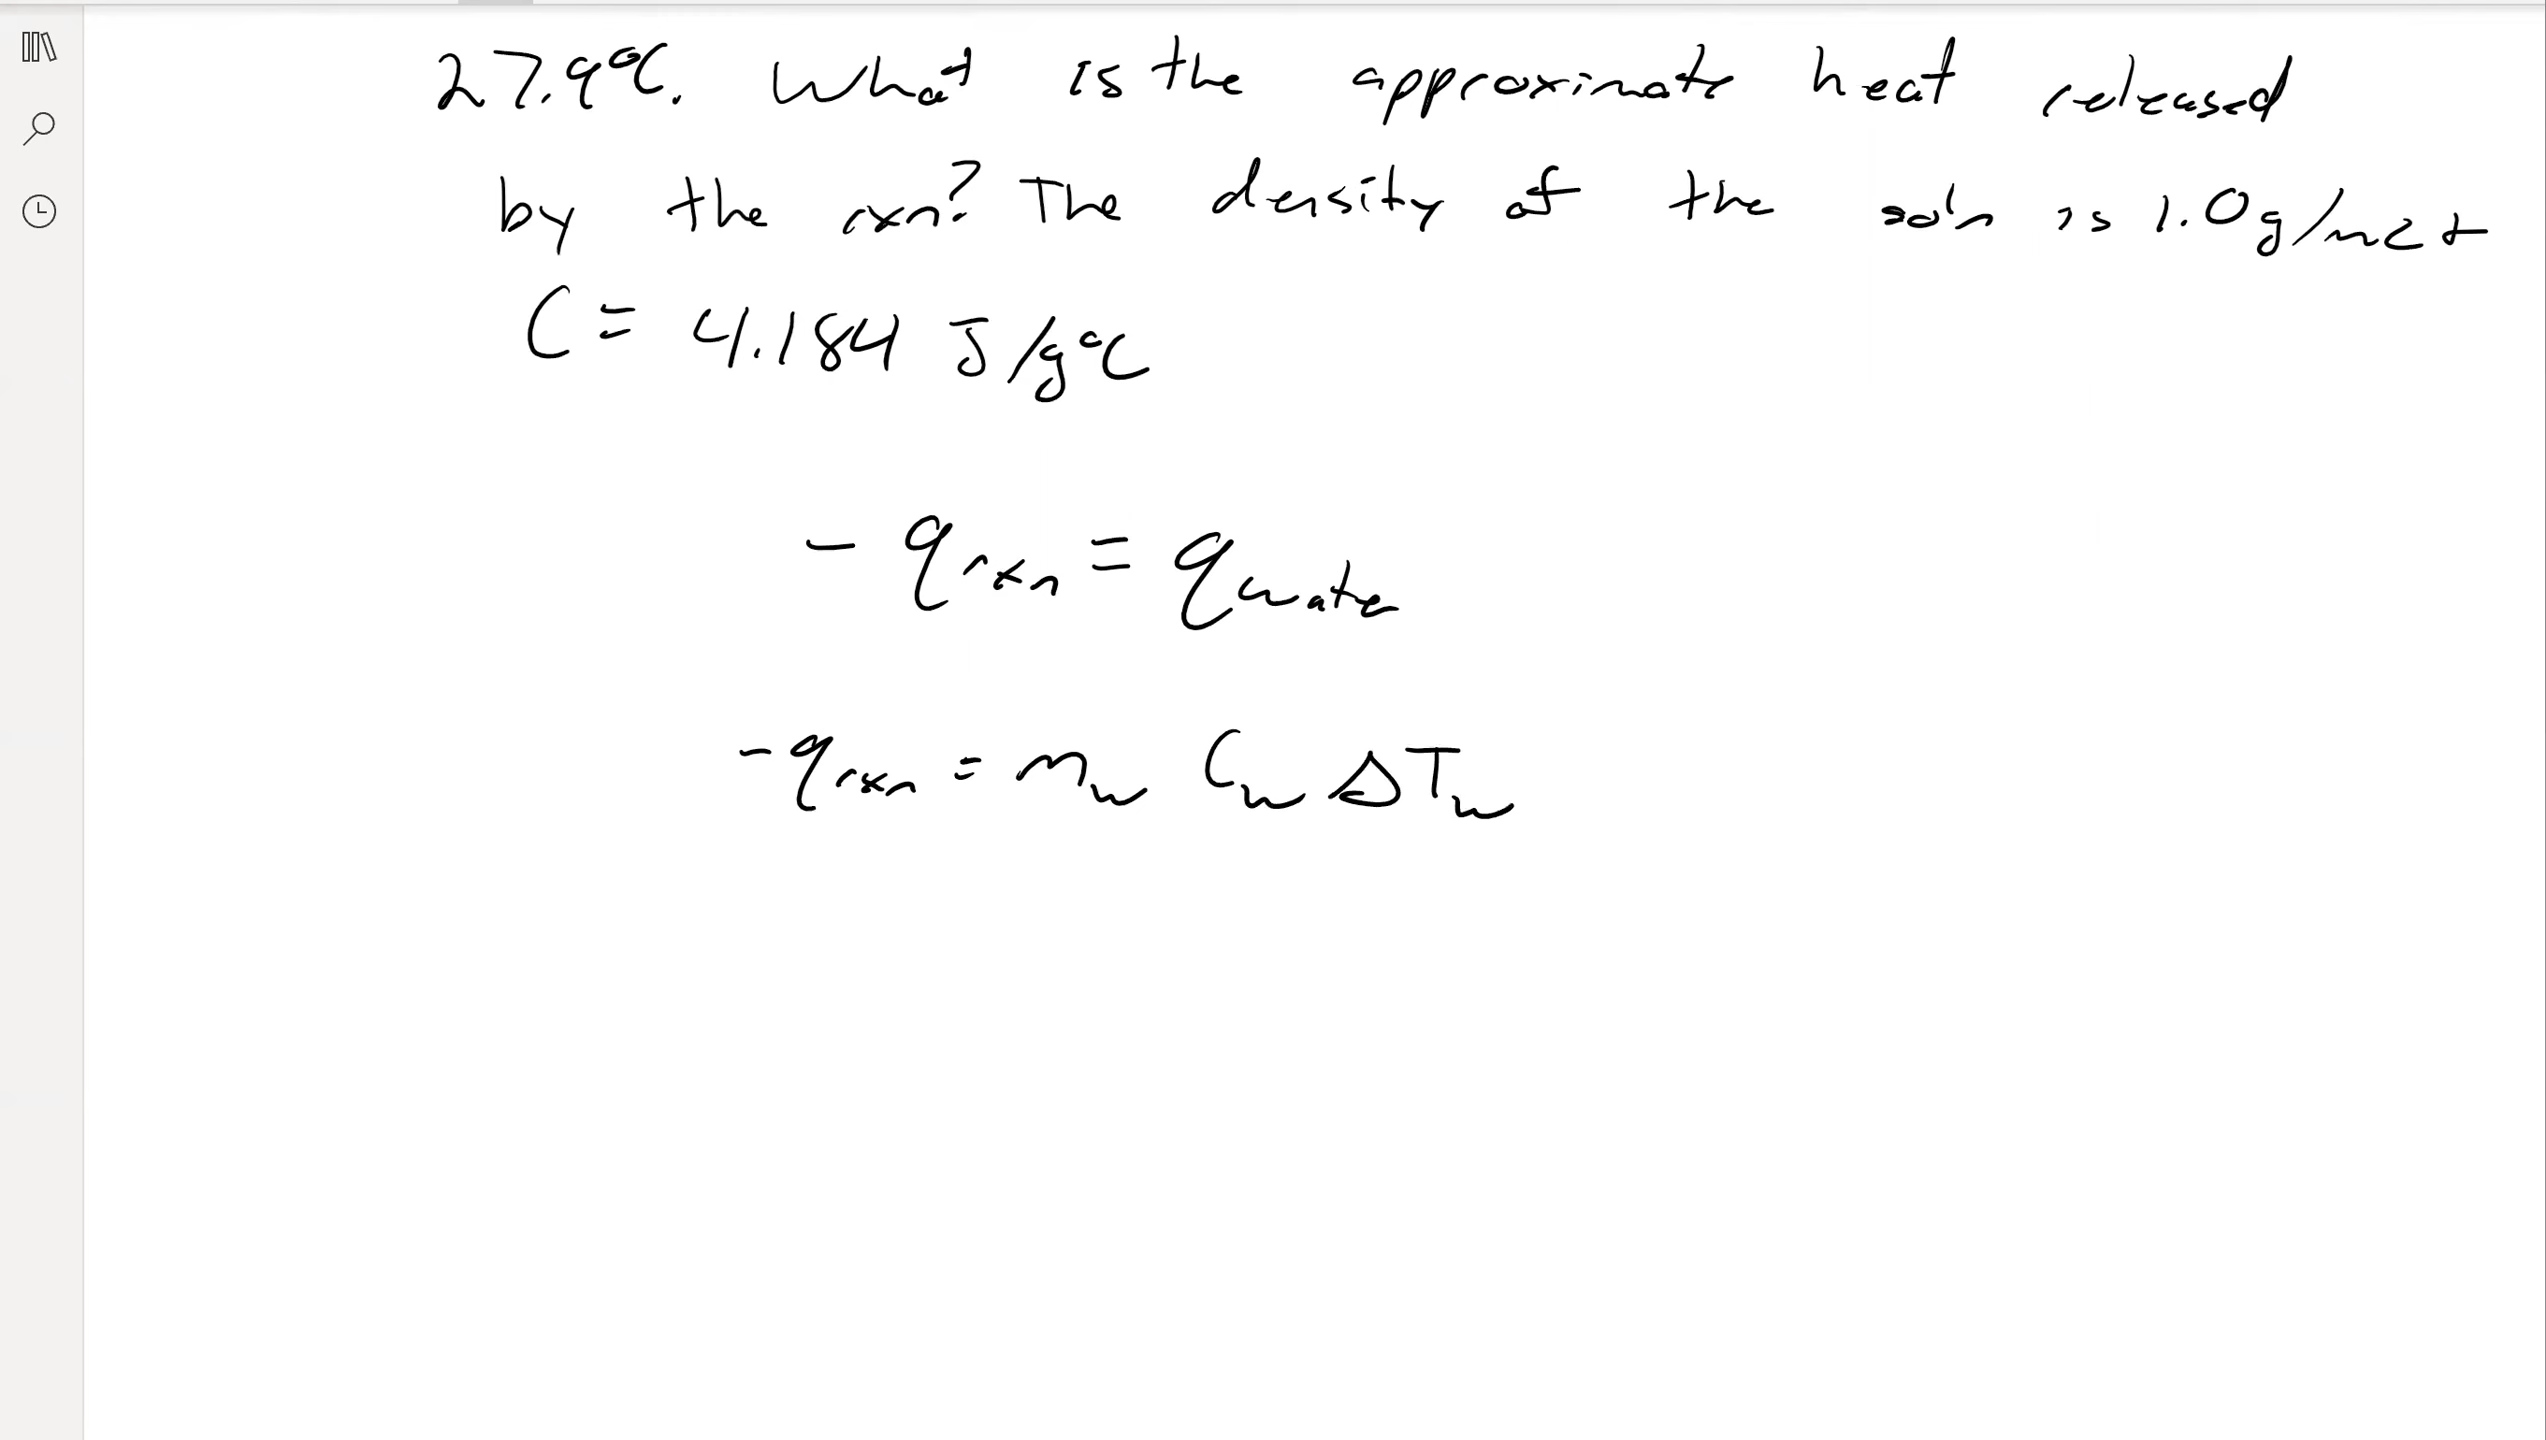 27.9°C. What is the approximate heat released
by the rxn? The density of the sol'n is 1.0g/mL +
C = 4.184 J/g°C
- qrxn = qwater
-qrxn = mw Cw ΔTw